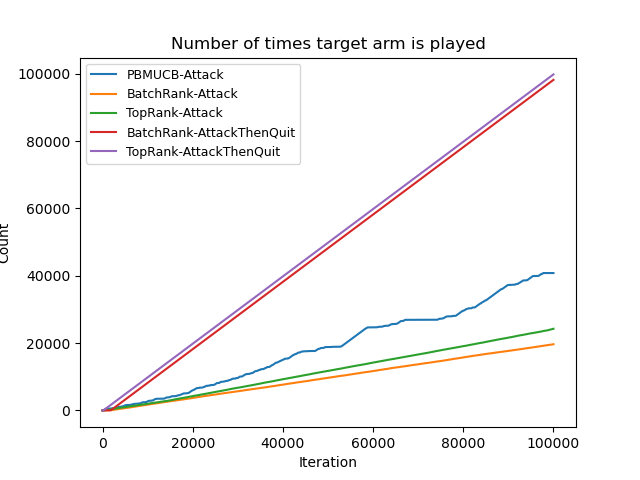 Number of times target arm is played
PBMUCB-Attack
BatchRank-Attack
TopRank-Attack
BatchRank-AttackThenQuit
TopRank-AttackThenQuit
100000
80000
60000
40000
20000
0
Count
0 20000 40000 60000 80000 100000
Iteration